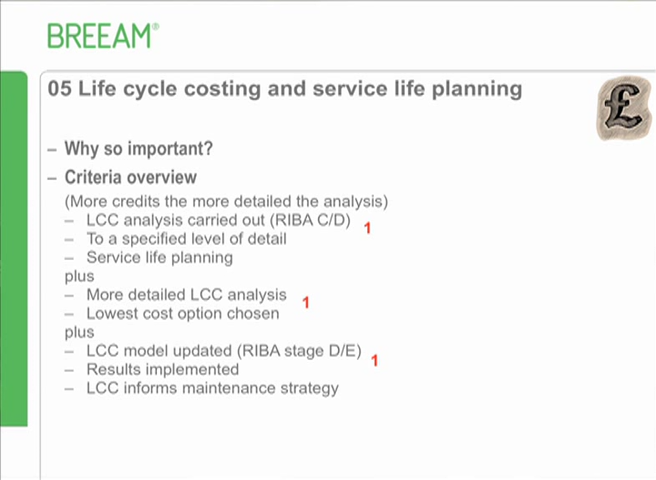 BREEAM®
05 Life cycle costing and service life planning
£
– Why so important?
– Criteria overview
(More credits the more detailed the analysis)
– LCC analysis carried out (RIBA C/D) 1
– To a specified level of detail
– Service life planning
plus
– More detailed LCC analysis 1
– Lowest cost option chosen
plus
– LCC model updated (RIBA stage D/E) 1
– Results implemented
– LCC informs maintenance strategy